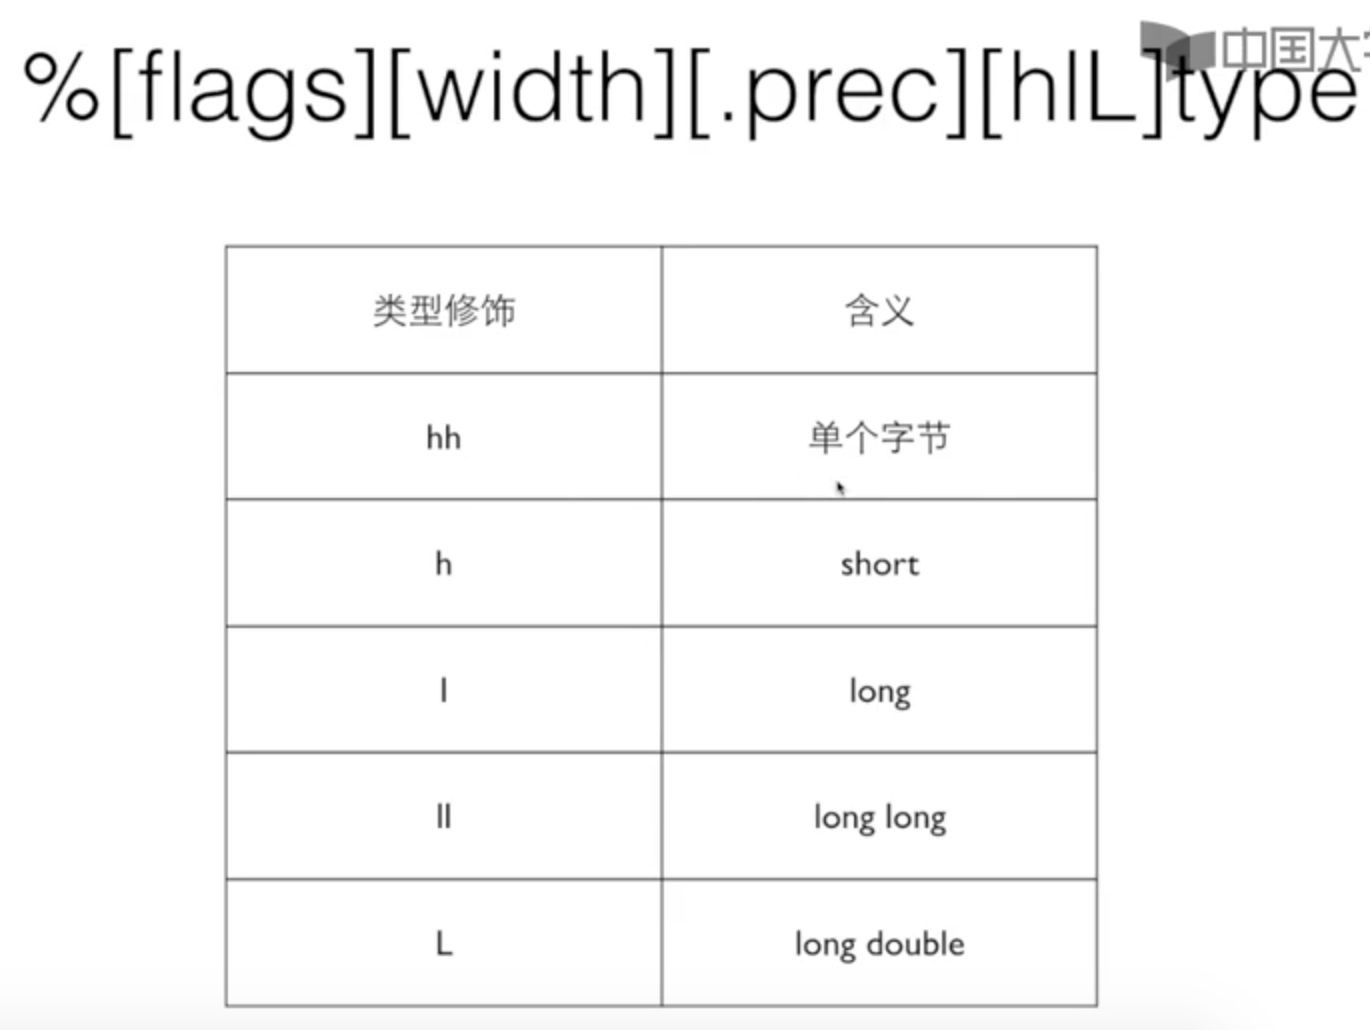 中国大
%[flags][width][.prec][hlL]type
类型修饰 含义
hh 单个字节
h short
l long
ll long long
L long double